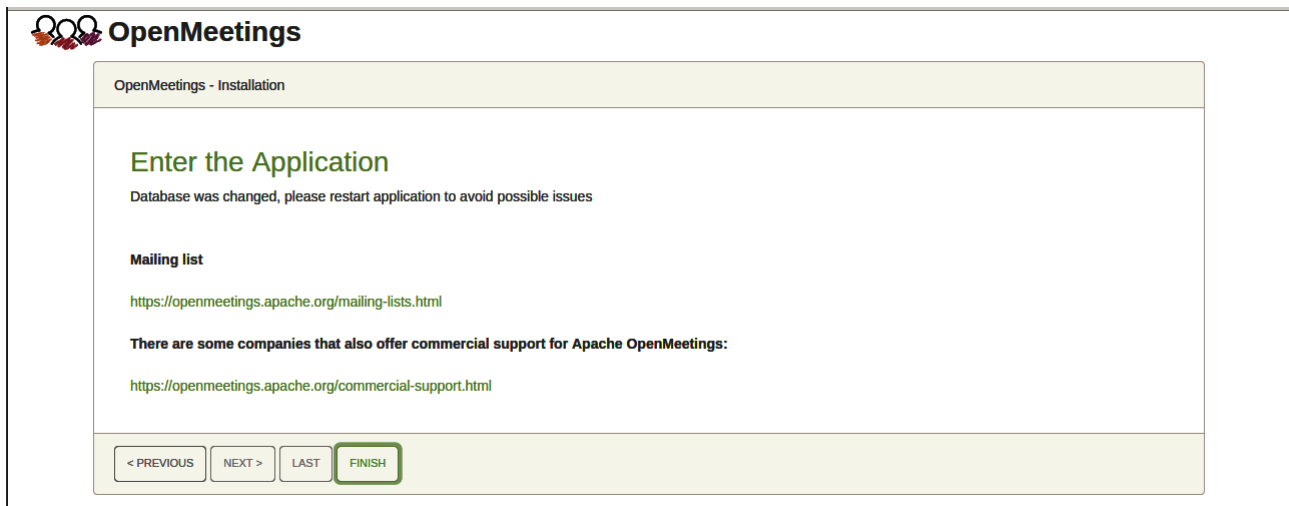 OpenMeetings
OpenMeetings - Installation
Enter the Application
Database was changed, please restart application to avoid possible issues
Mailing list
https://openmeetings.apache.org/mailing-lists.html
There are some companies that also offer commercial support for Apache OpenMeetings:
https://openmeetings.apache.org/commercial-support.html
< PREVIOUS NEXT > LAST FINISH